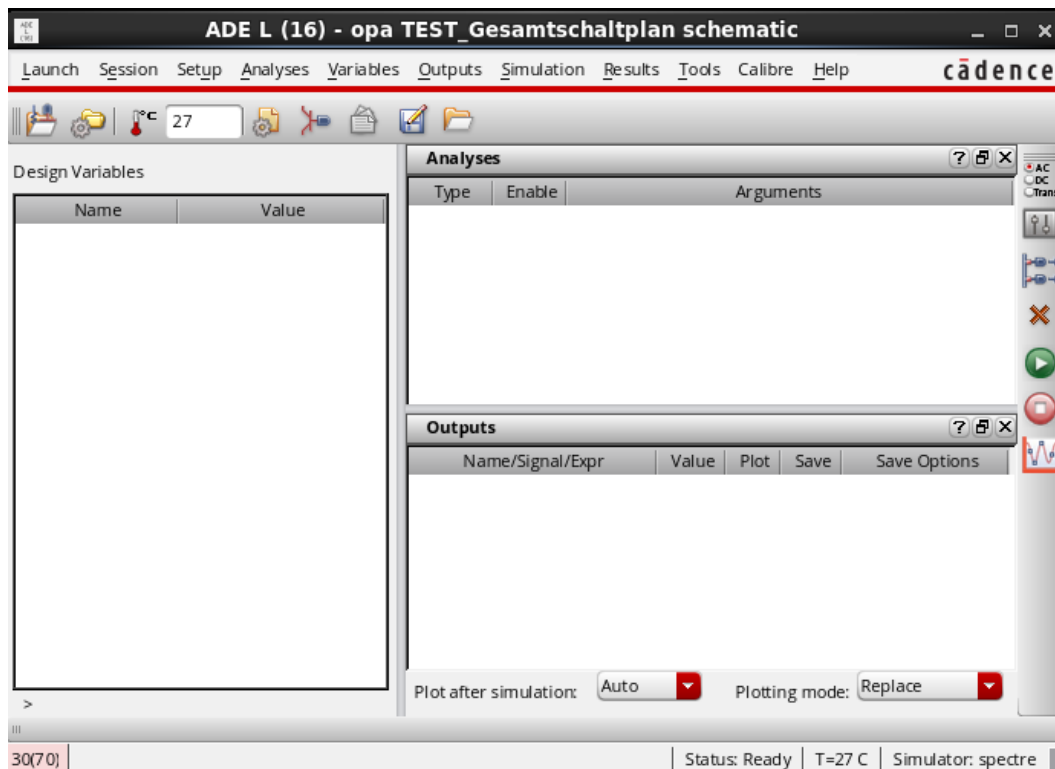 ADE L (16) - opa TEST_Gesamtschaltplan schematic
Launch Session Setup Analyses Variables Outputs Simulation Results Tools Calibre Help cādence
27
Design Variables
Name Value
Analyses
Type Enable Arguments
AC
DC
Trans
Outputs
Name/Signal/Expr Value Plot Save Save Options
Plot after simulation: Auto Plotting mode: Replace
>
30(70) Status: Ready T=27 C Simulator: spectre